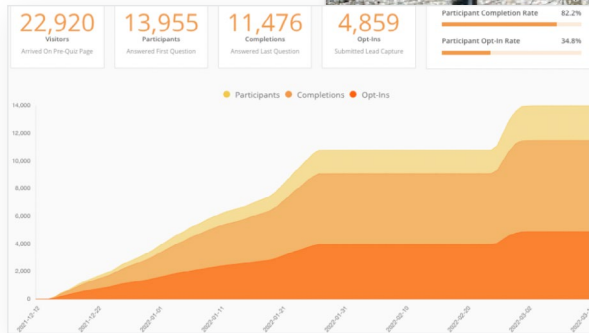 22,920
Visitors
Arrived On Pre-Quiz Page
13,955
Participants
Answered First Question
11,476
Completions
Answered Last Question
4,859
Opt-Ins
Submitted Lead Capture
Participant Completion Rate 82.2%
Participant Opt-In Rate 34.8%
Participants Completions Opt-Ins
14,000
12,000
10,000
8,000
6,000
4,000
2,000
0
2021-12-12
2021-12-22
2022-01-01
2022-01-11
2022-01-21
2022-01-31
2022-02-10
2022-02-20
2022-03-02